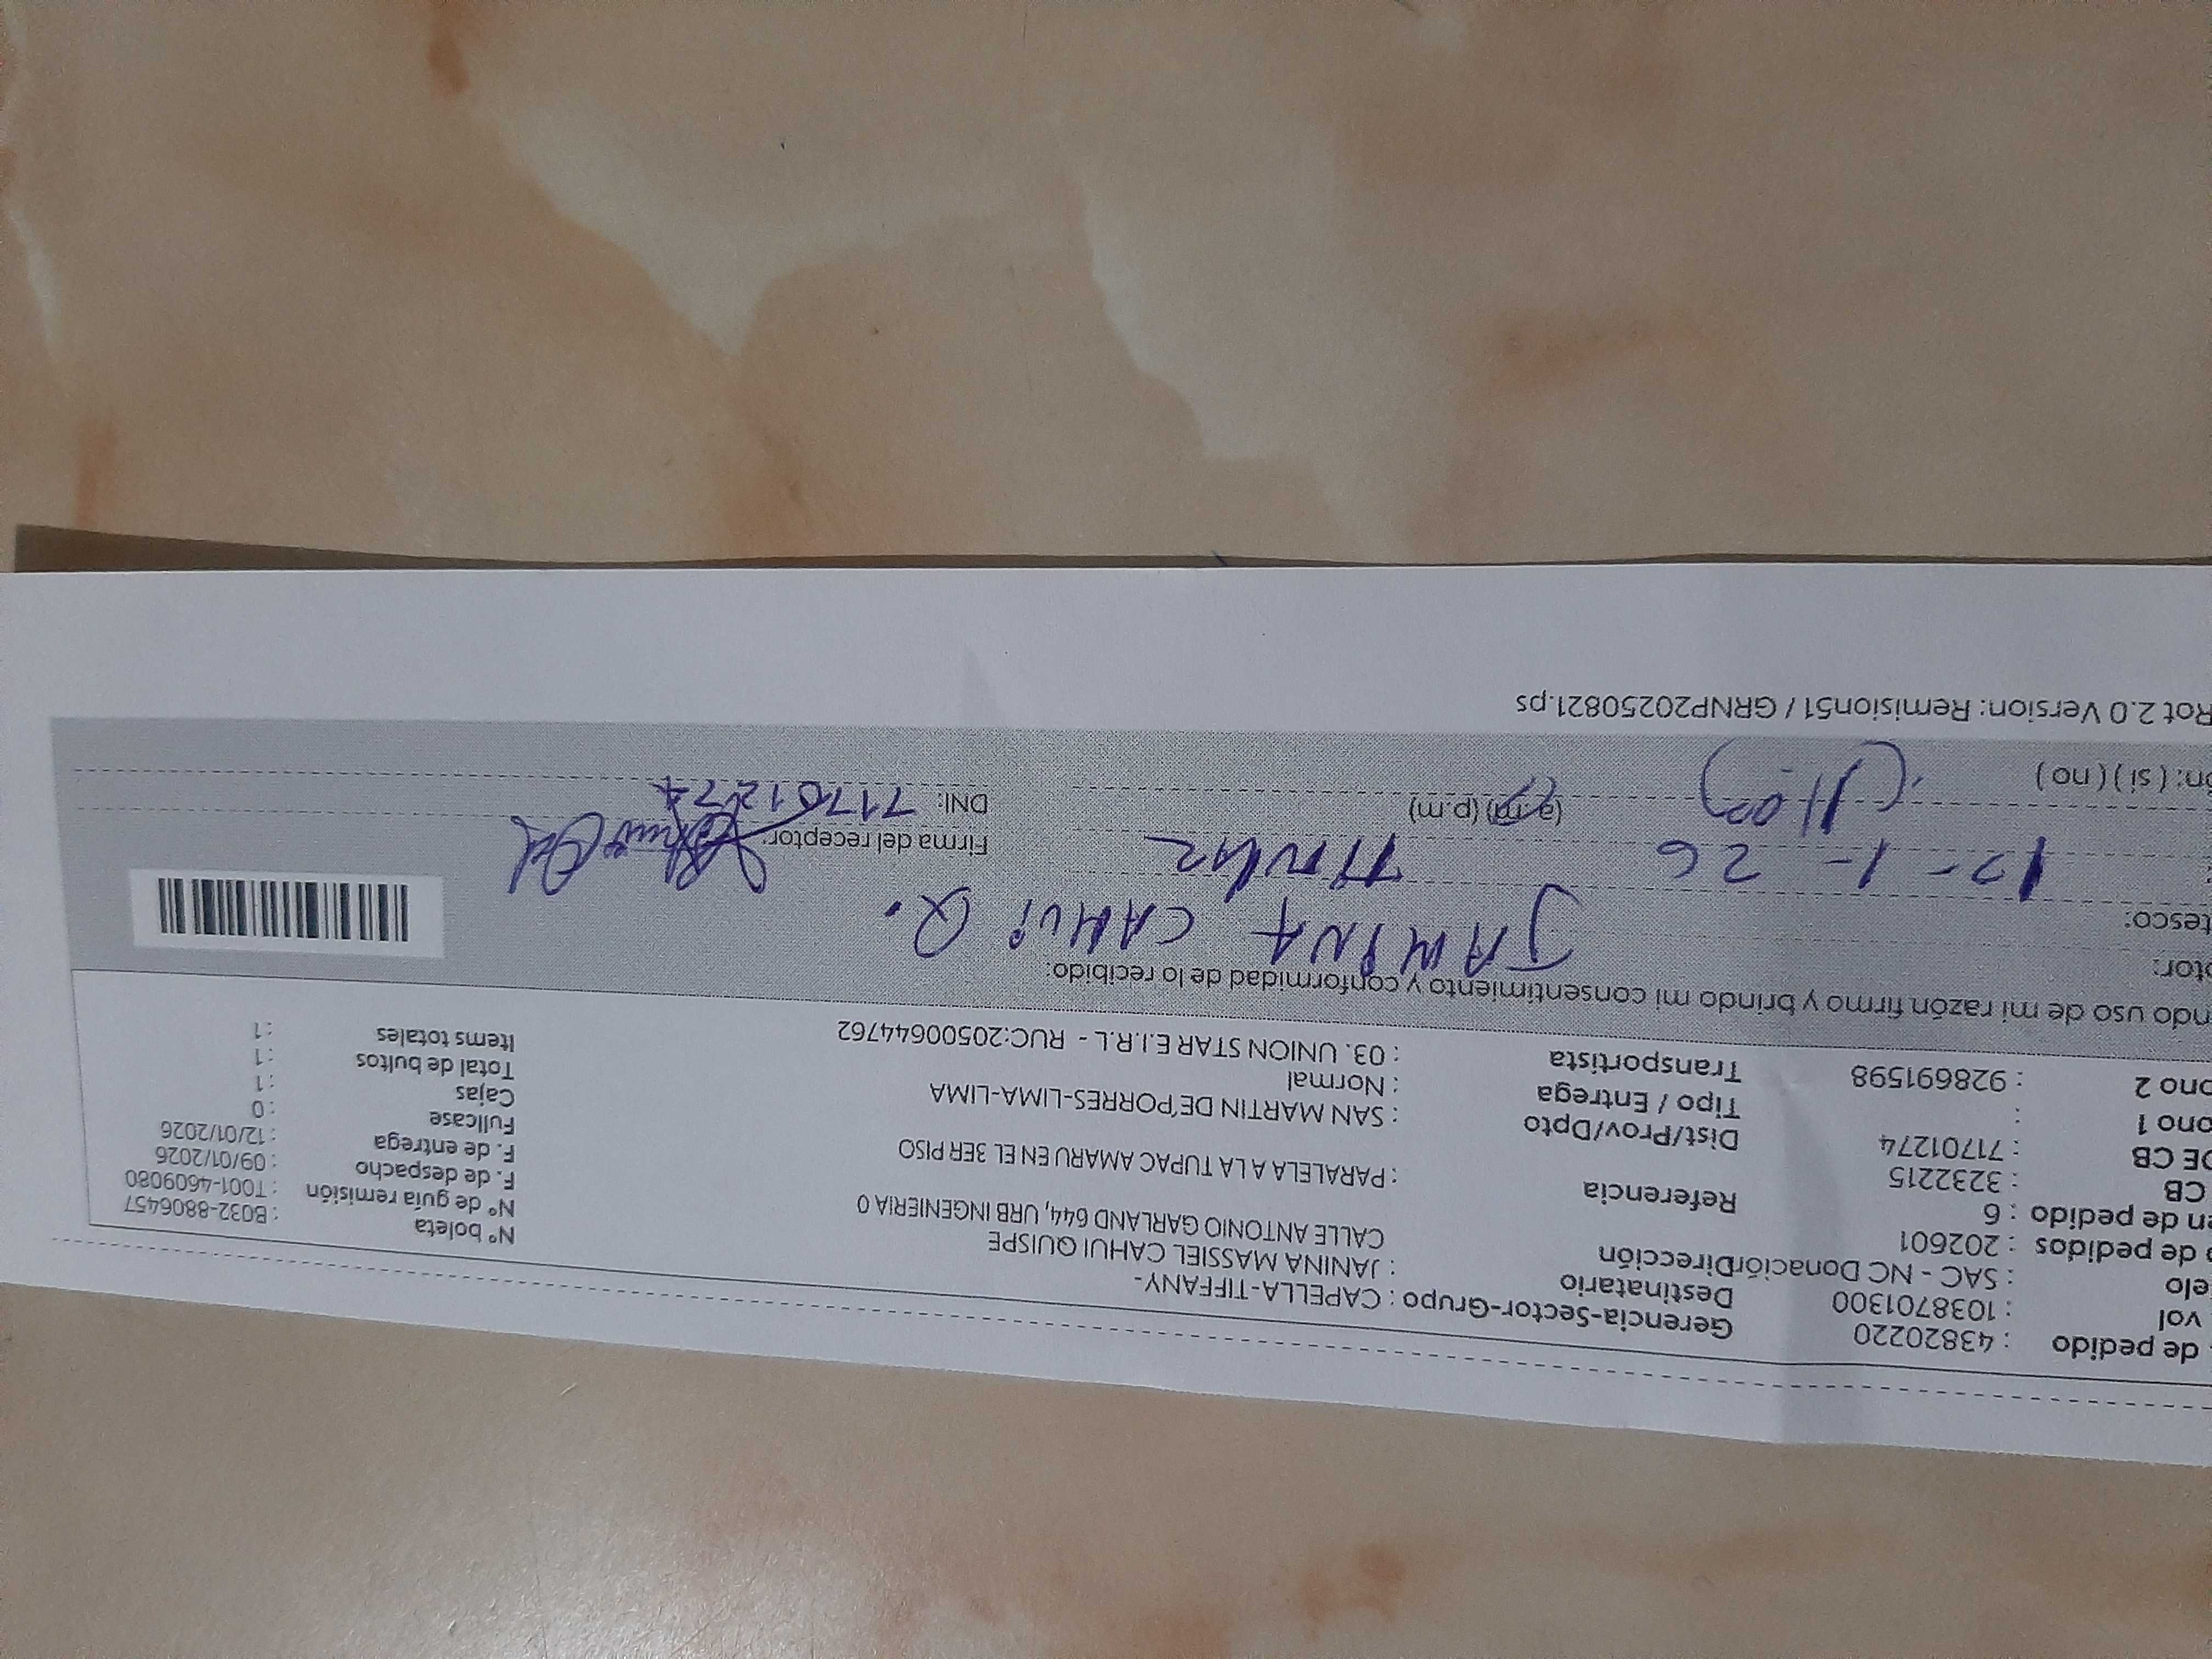 . de pedido : 43820220 Gerencia-Sector-Grupo : CAPELLA-TIFFANY-
vol : 1038701300 Destinatario : JANINA MASSIEL CAHUI QUISPE
elo : SAC - NC Donación Dirección CALLE ANTONIO GARLAND 644, URB INGENIERIA 0
o de pedidos : 202601
en de pedido : 6 Referencia : PARALELA A LA TUPAC AMARU EN EL 3ER PISO
CB : 3232215
DE CB : 71701274 Dist/Prov/Dpto : SAN MARTIN DE PORRES-LIMA-LIMA
ono 1 : Tipo / Entrega : Normal
ono 2 : 928691598 Transportista : 03. UNION STAR E.I.R.L - RUC:20500644762
Nº boleta : B032-8806457
Nº de guía remisión : T001-4609080
F. de despacho : 09/01/2026
F. de entrega : 12/01/2026
Fullcase : 0
Cajas : 1
Total de bultos : 1
Items totales : 1
ndo uso de mi razón firmo y brindo mi consentimiento y conformidad de lo recibido:
tor: JANINA CAHUI Q.
tesco:
12-1-26
(a.m) (p.m)
Firma del receptor:
DNI: 71701274
ón: ( si ) ( no )
Rot 2.0 Version: Remision51 / GRNP20250821.ps